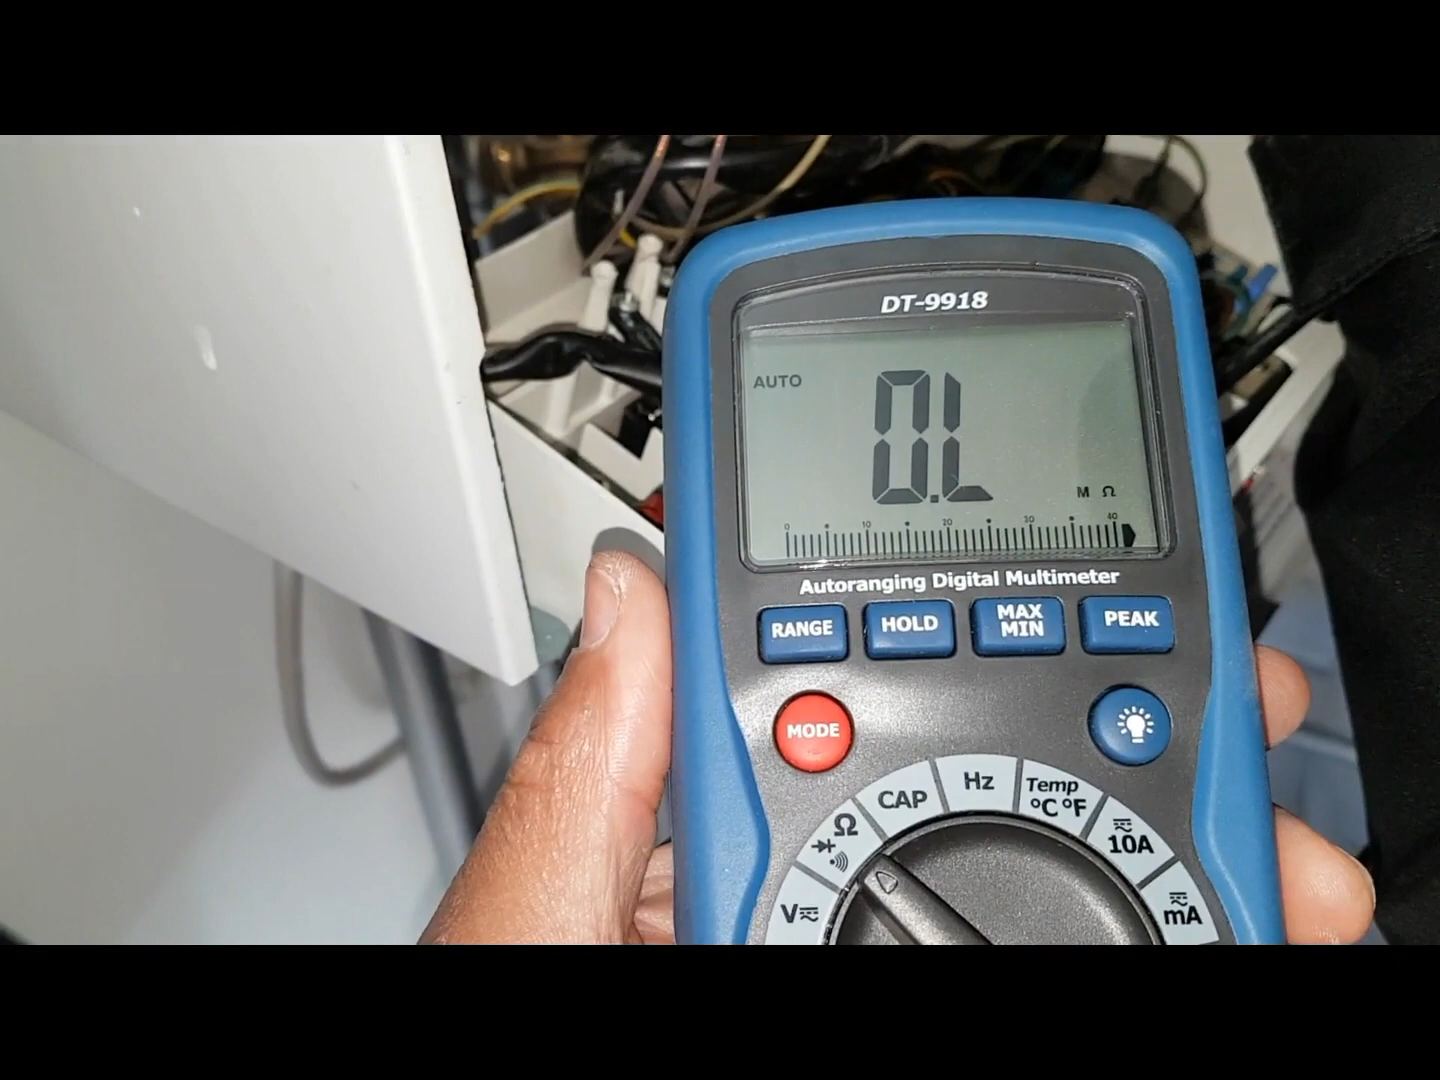 DT-9918
AUTO
0.L
M Ω
0 10 20 30 40
Autoranging Digital Multimeter
RANGE
HOLD
MAX
MIN
PEAK
MODE
V
Ω
CAP
Hz
Temp
°C °F
10A
mA